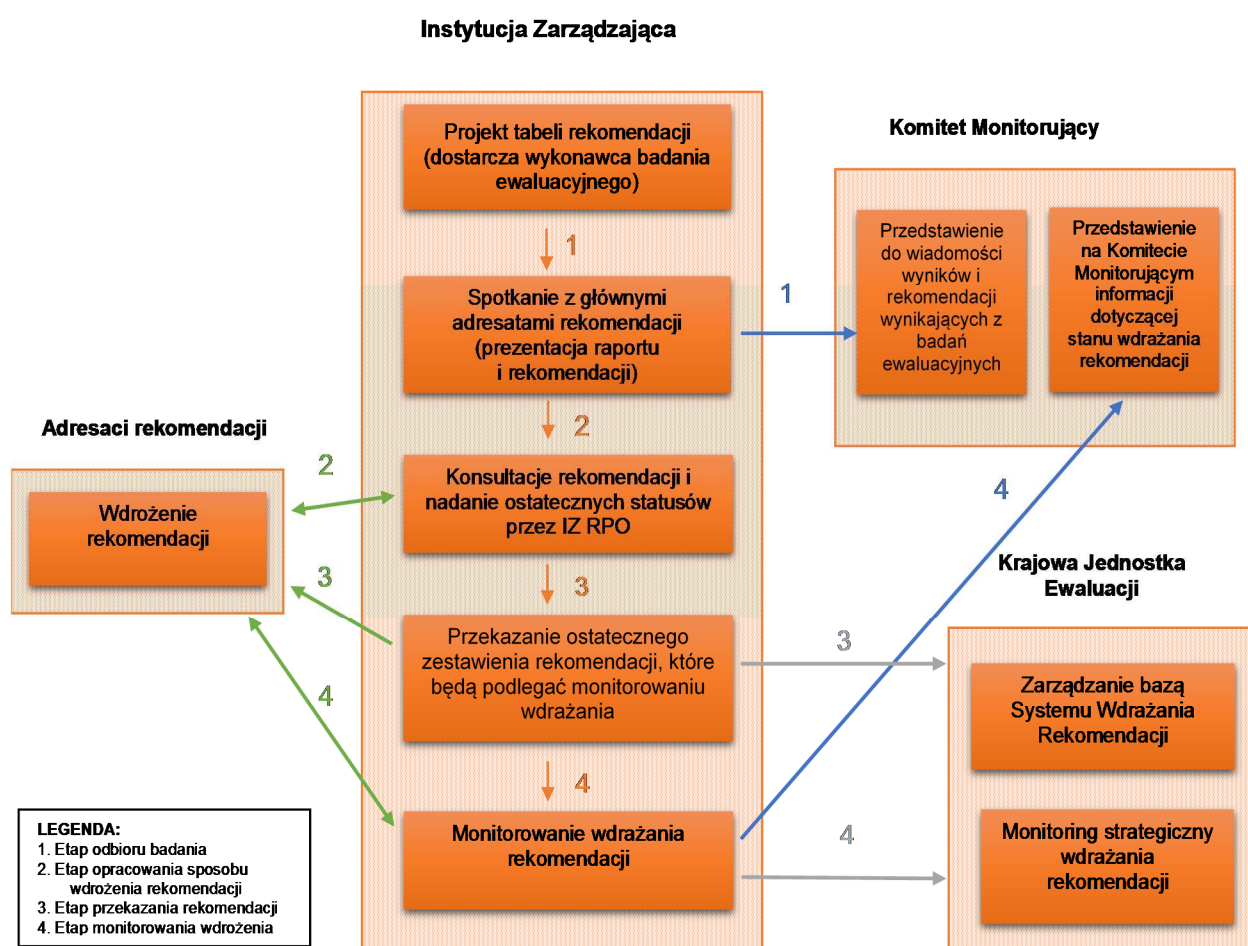 Instytucja Zarządzająca
Projekt tabeli rekomendacji
(dostarcza wykonawca badania
ewaluacyjnego)
1
Spotkanie z głównymi
adresatami rekomendacji
(prezentacja raportu
i rekomendacji)
2
Konsultacje rekomendacji i
nadanie ostatecznych statusów
przez IZ RPO
3
Przekazanie ostatecznego
zestawienia rekomendacji, które
będą podlegać monitorowaniu
wdrażania
4
Monitorowanie wdrażania
rekomendacji
Komitet Monitorujący
1
Przedstawienie
do wiadomości
wyników i
rekomendacji
wynikających z
badań
ewaluacyjnych
Przedstawienie
na Komitecie
Monitorującym
informacji
dotyczącej
stanu wdrażania
rekomendacji
4
Adresaci rekomendacji
2
Wdrożenie
rekomendacji
3
4
Krajowa Jednostka
Ewaluacji
3
Zarządzanie bazą
Systemu Wdrażania
Rekomendacji
4
Monitoring strategiczny
wdrażania
rekomendacji
LEGENDA:
1. Etap odbioru badania
2. Etap opracowania sposobu
wdrożenia rekomendacji
3. Etap przekazania rekomendacji
4. Etap monitorowania wdrożenia